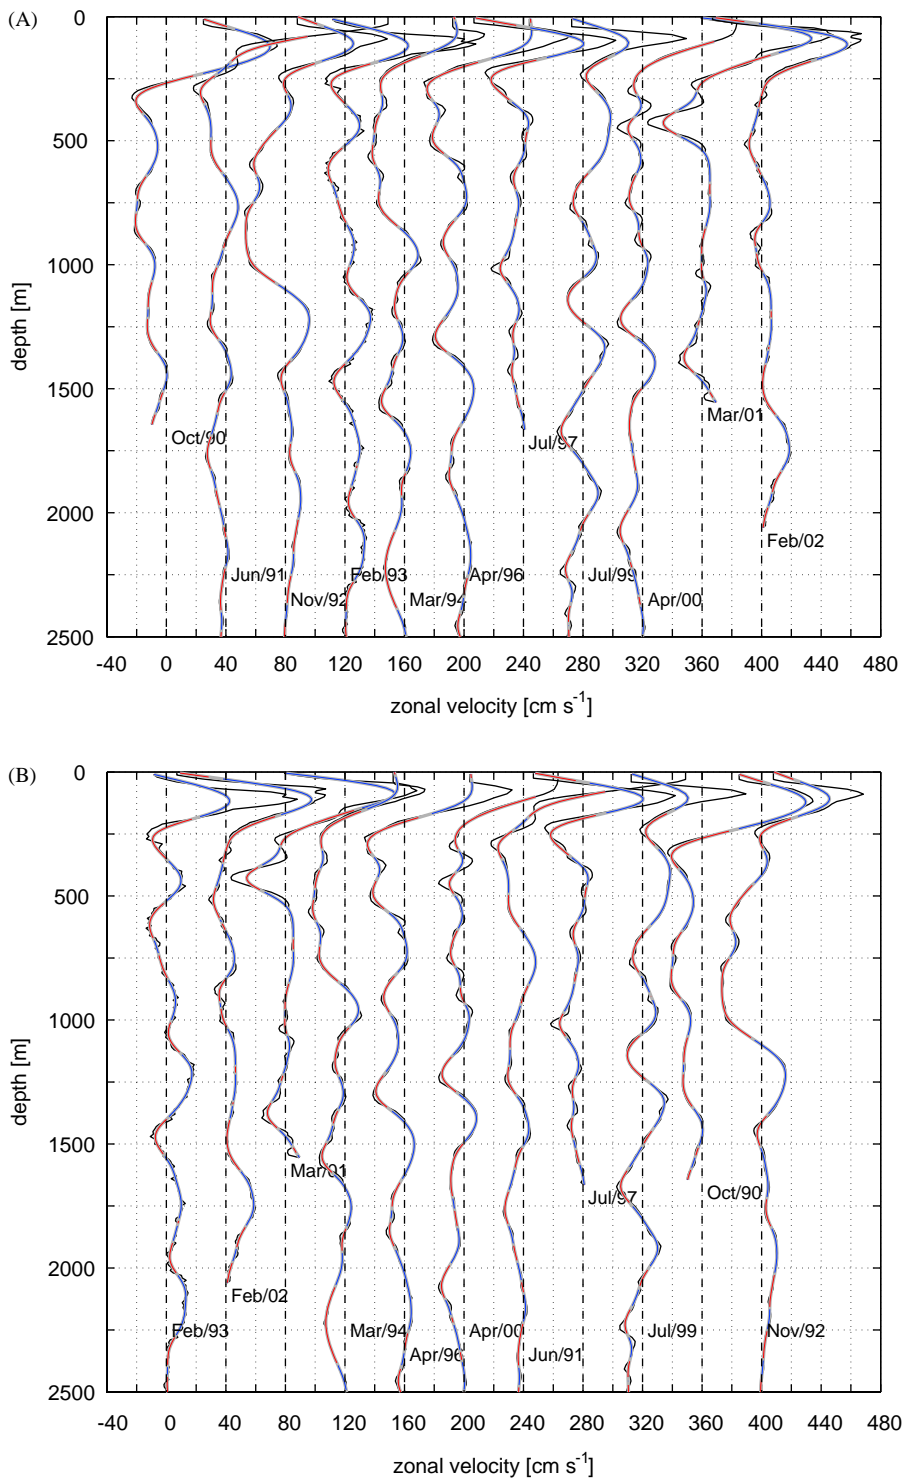 (A)
0
500
1000
1500
2000
2500
depth [m]
Oct/90
Mar/01
Jul/97
Feb/02
Jun/91
Feb/93
Apr/96
Jul/99
Nov/92
Mar/94
Apr/00
-40 0 40 80 120 160 200 240 280 320 360 400 440 480
zonal velocity [cm s-1]
(B)
0
500
1000
1500
2000
2500
depth [m]
Mar/01
Jul/97
Oct/90
Feb/02
Feb/93
Mar/94
Apr/00
Jul/99
Nov/92
Apr/96
Jun/91
-40 0 40 80 120 160 200 240 280 320 360 400 440 480
zonal velocity [cm s-1]